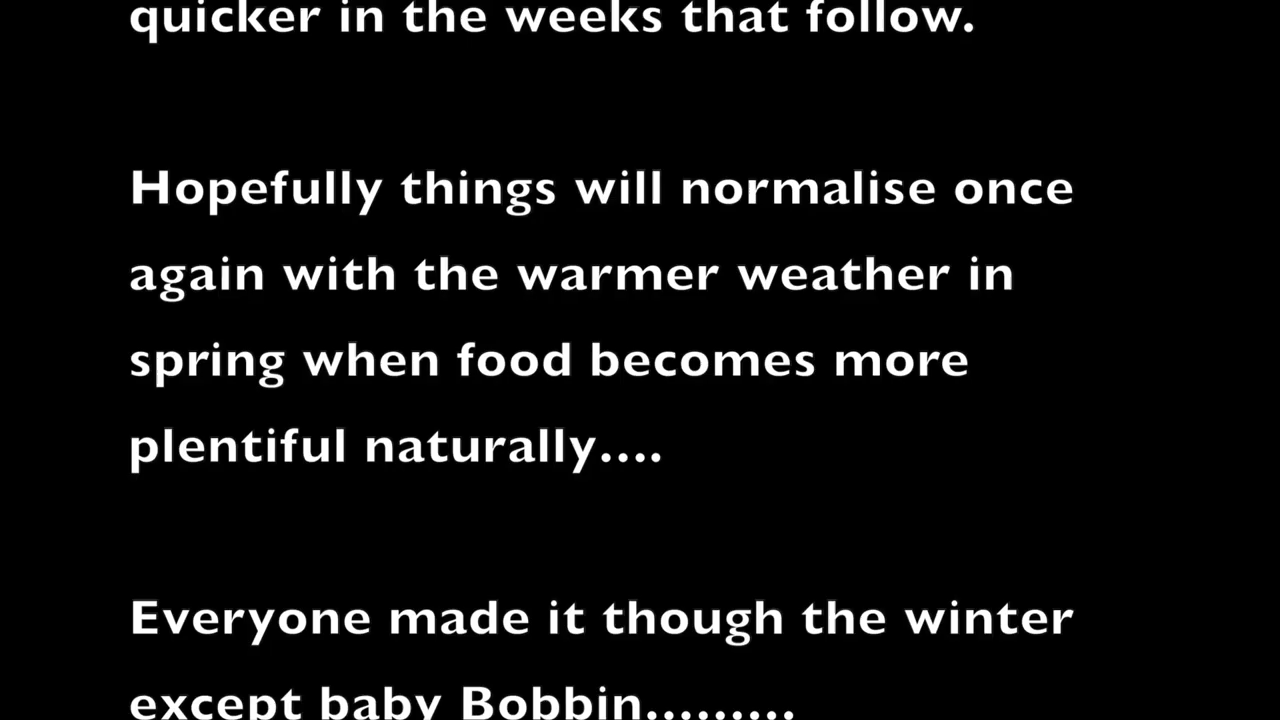 quicker in the weeks that follow.
Hopefully things will normalise once
again with the warmer weather in
spring when food becomes more
plentiful naturally....
Everyone made it though the winter
except baby Bobbin.........